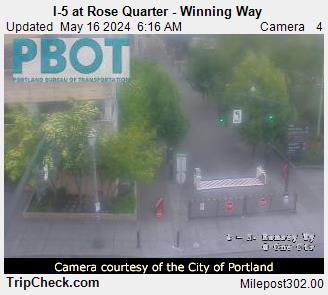 I-5 at Rose Quarter - Winning Way
Updated May 16 2024 6:16 AM Camera 4
PBOT
PORTLAND BUREAU OF TRANSPORTATION
Camera courtesy of the City of Portland
TripCheck.com Milepost302.00